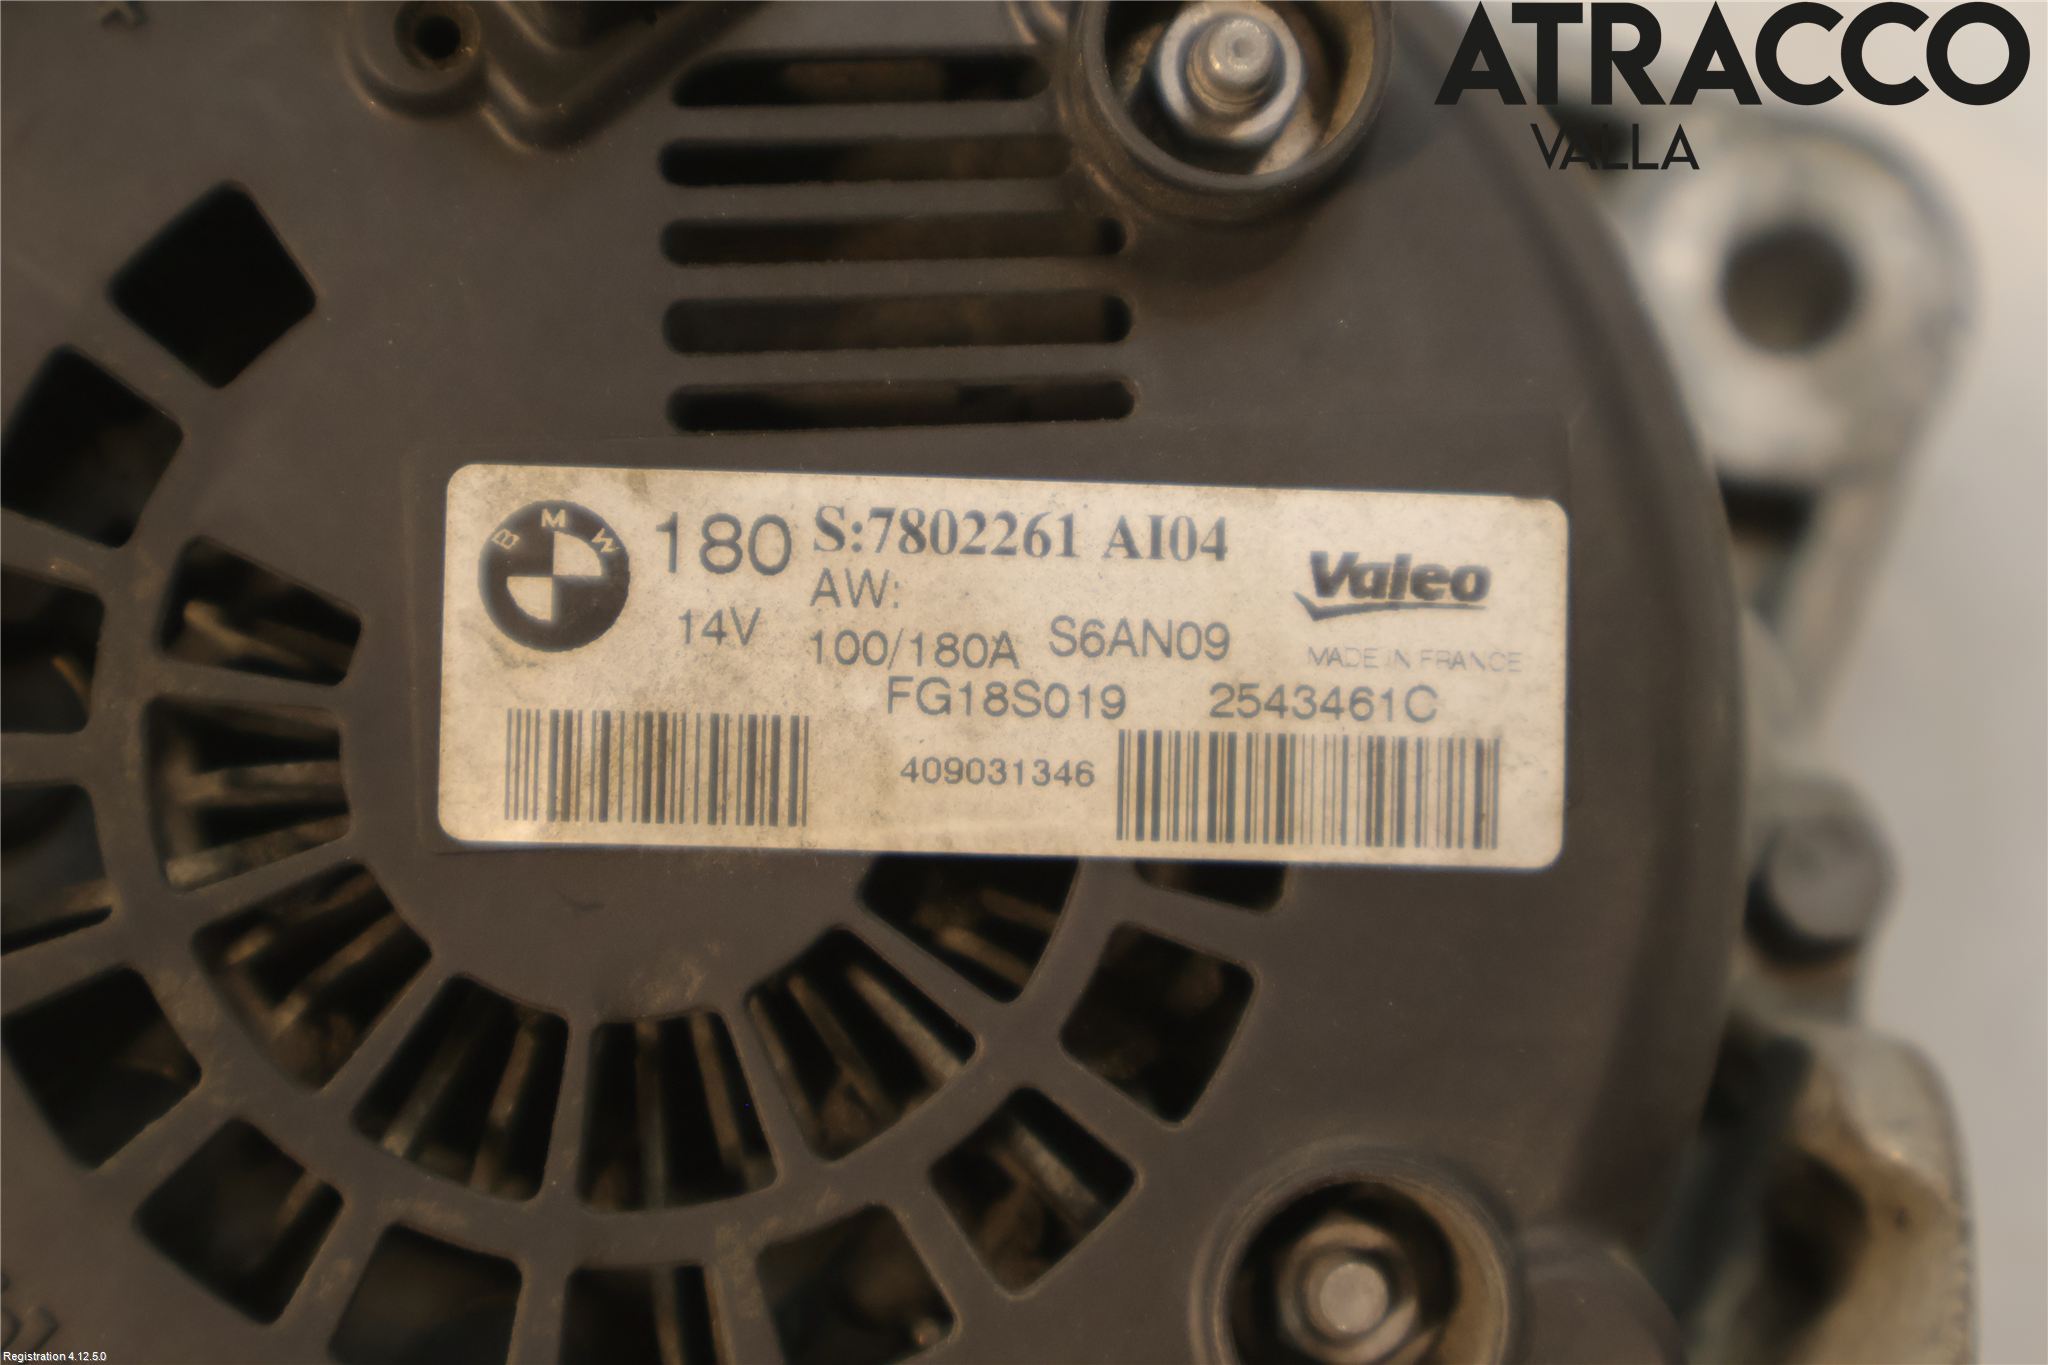 ATRACCO
VALLA
BMW
180 S:7802261 AI04
AW:
14V 100/180A S6AN09
Valeo
MADE IN FRANCE
FG18S019 2543461C
409031346
Registration 4.12.5.0